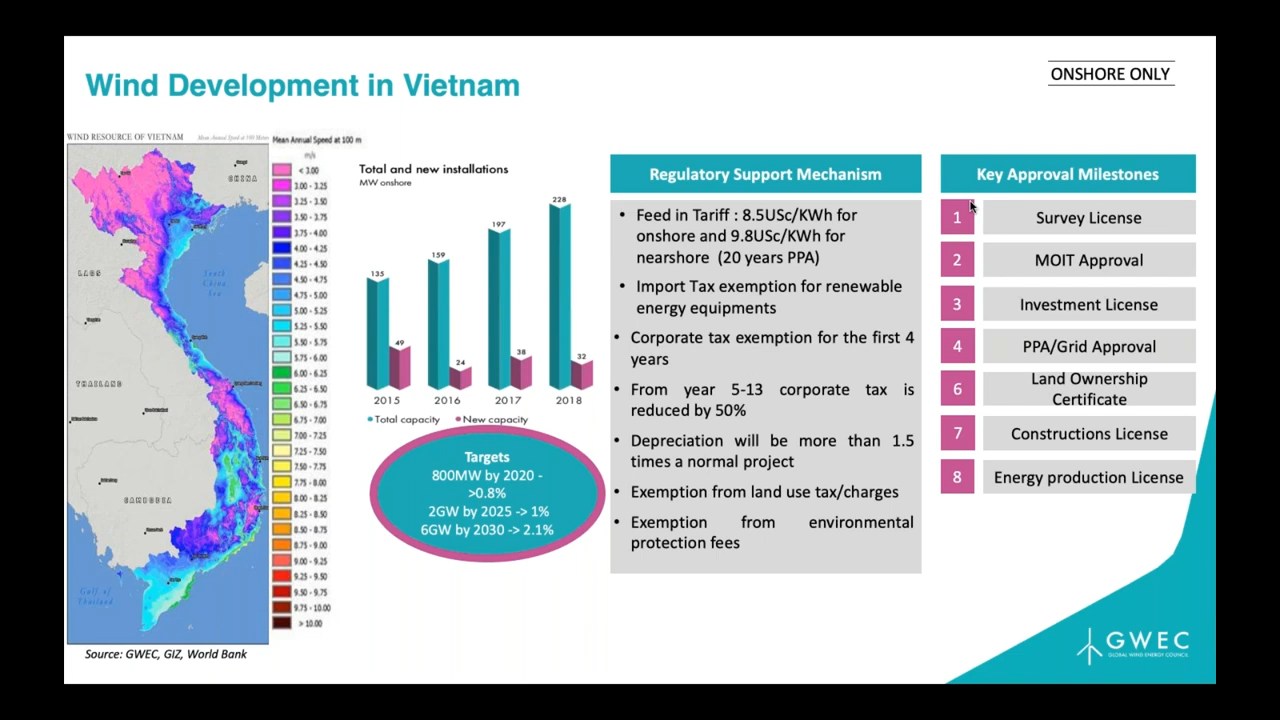 Wind Development in Vietnam
ONSHORE ONLY
WIND RESOURCE OF VIETNAM
Mean Annual Speed at 100 m
m/s
< 3.00
3.00 - 3.25
3.25 - 3.50
3.50 - 3.75
3.75 - 4.00
4.00 - 4.25
4.25 - 4.50
4.50 - 4.75
4.75 - 5.00
5.00 - 5.25
5.25 - 5.50
5.50 - 5.75
5.75 - 6.00
6.00 - 6.25
6.25 - 6.50
6.50 - 6.75
6.75 - 7.00
7.00 - 7.25
7.25 - 7.50
7.50 - 7.75
7.75 - 8.00
8.00 - 8.25
8.25 - 8.50
8.50 - 8.75
8.75 - 9.00
9.00 - 9.25
9.25 - 9.50
9.50 - 9.75
9.75 - 10.00
> 10.00
CHINA
LAOS
South
China
Sea
THAILAND
CAMBODIA
Gulf of
Thailand
Source: GWEC, GIZ, World Bank
Total and new installations
MW onshore
135
49
159
24
197
38
228
32
2015
2016
2017
2018
Total capacity
New capacity
Targets
800MW by 2020 -
>0.8%
2GW by 2025 -> 1%
6GW by 2030 -> 2.1%
Regulatory Support Mechanism
• Feed in Tariff : 8.5USc/KWh for
onshore and 9.8USc/KWh for
nearshore (20 years PPA)
• Import Tax exemption for renewable
energy equipments
• Corporate tax exemption for the first 4
years
• From year 5-13 corporate tax is
reduced by 50%
• Depreciation will be more than 1.5
times a normal project
• Exemption from land use tax/charges
• Exemption from environmental
protection fees
Key Approval Milestones
1 Survey License
2 MOIT Approval
3 Investment License
4 PPA/Grid Approval
6 Land Ownership
Certificate
7 Constructions License
8 Energy production License
GWEC
GLOBAL WIND ENERGY COUNCIL